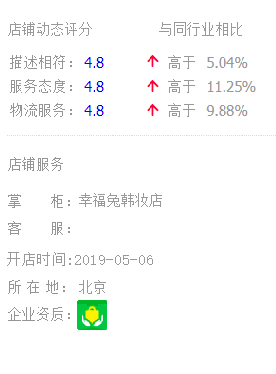 店铺动态评分 与同行业相比
描述相符: 4.8 高于 5.04%
服务态度: 4.8 高于 11.25%
物流服务: 4.8 高于 9.88%
店铺服务
掌 柜: 幸福兔韩妆店
客 服:
开店时间:2019-05-06
所 在 地: 北京
企业资质: